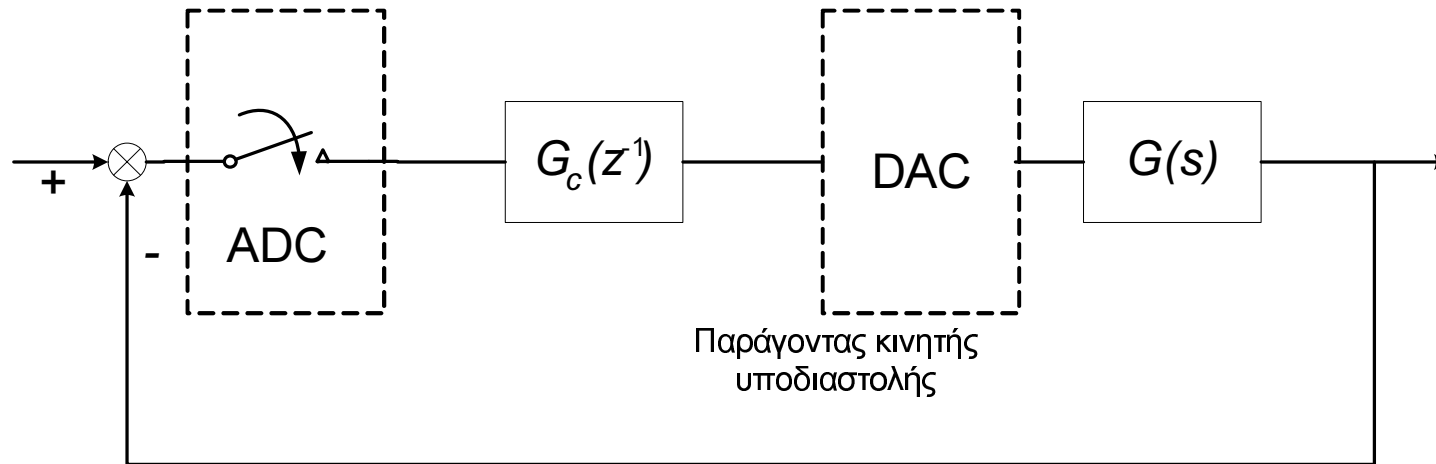 +
-
ADC
G_c(z^-1)
DAC
G(s)
Παράγοντας κινητής
υποδιαστολής